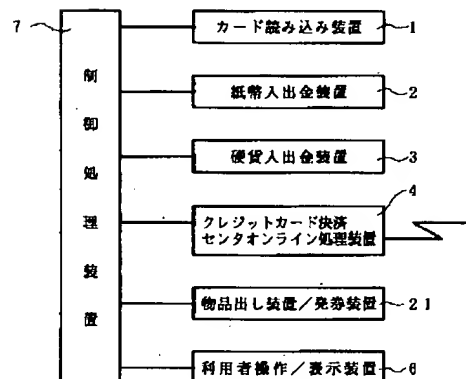 7
制御処理装置
カード読み込み装置 1
紙幣入出金装置 2
硬貨入出金装置 3
4
クレジットカード決済
センタオンライン処理装置
物品出し装置/発券装置 21
利用者操作/表示装置 6